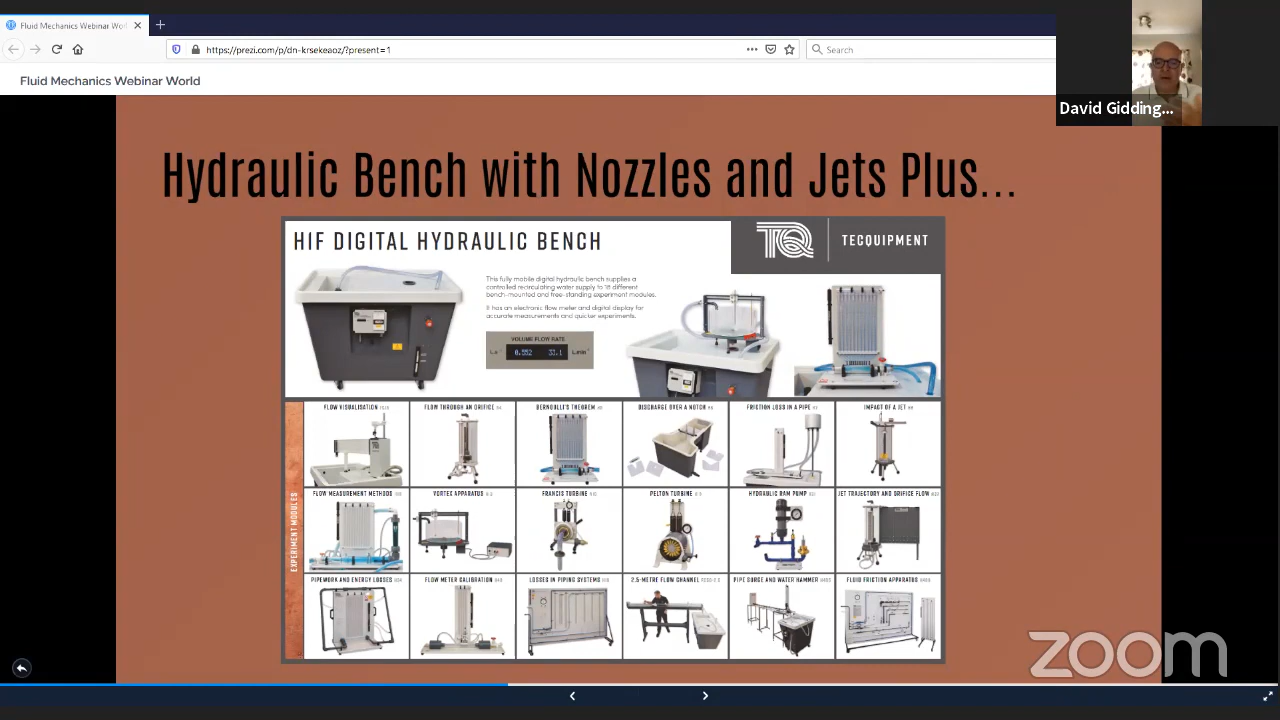 Fluid Mechanics Webinar Wor
https://prezi.com/p/dn-krsekeaoz/?present=1
Search
Fluid Mechanics Webinar World
David Gidding...
Hydraulic Bench with Nozzles and Jets Plus...
H1F DIGITAL HYDRAULIC BENCH
TQ
TECQUIPMENT
This fully mobile digital hydraulic bench supplies a
controlled recirculating water supply to 18 different
bench-mounted and free-standing experiment modules.
It has an electronic flow meter and digital display for
accurate measurements and quicker experiments.
VOLUME FLOW RATE
0.552 33.1
EXPERIMENT MODULES
FLOW VISUALISATION
FLOW THROUGH AN ORIFICE
BERNOULLI'S THEOREM
DISCHARGE OVER A NOTCH
FRICTION LOSS IN A PIPE
IMPACT OF A JET
FLOW MEASUREMENT METHODS
VORTEX APPARATUS
FRANCIS TURBINE
PELTON TURBINE
HYDRAULIC RAM PUMP
JET TRAJECTORY AND ORIFICE FLOW
PIPEWORK AND ENERGY LOSSES
FLOW METER CALIBRATION
LOSSES IN PIPING SYSTEMS
2.5-METRE FLOW CHANNEL
PIPE SURGE AND WATER HAMMER
FLUID FRICTION APPARATUS
zoom